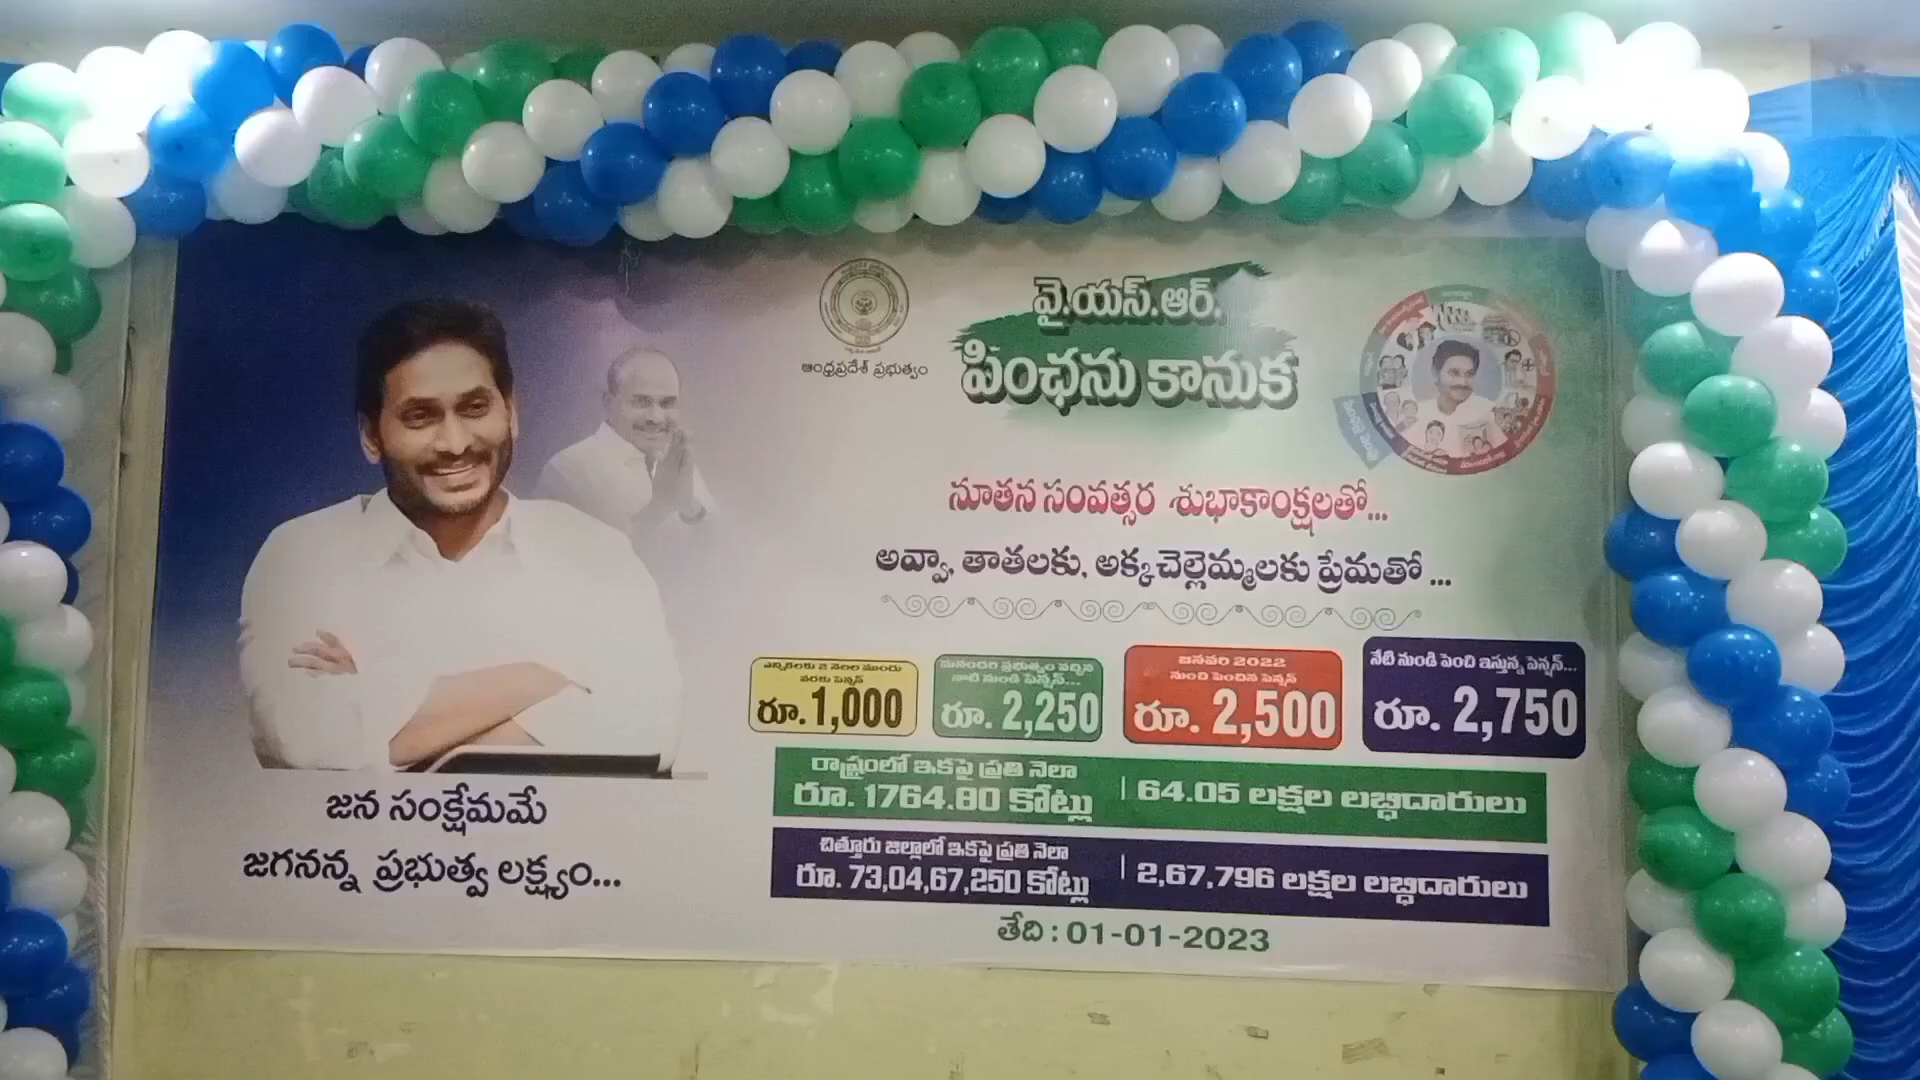 ఆంధ్రప్రదేశ్ ప్రభుత్వం
వై.యస్.ఆర్.
పింఛను కానుక
నూతన సంవత్సర శుభాకాంక్షలతో...
అవ్వా, తాతలకు, అక్కచెల్లెమ్మలకు ప్రేమతో ...
ఎన్నికలకు 2 నెలల ముందు
వరకు పెన్షన్
రూ.1,000
మనందరి ప్రభుత్వం వచ్చిన
నాటి నుండి పెన్షన్...
రూ. 2,250
జనవరి 2022
నుంచి పెంచిన పెన్షన్
రూ. 2,500
నేటి నుండి పెంచి ఇస్తున్న పెన్షన్...
రూ. 2,750
రాష్ట్రంలో ఇకపై ప్రతి నెలా
రూ. 1764.80 కోట్లు | 64.05 లక్షల లబ్ధిదారులు
చిత్తూరు జిల్లాలో ఇకపై ప్రతి నెలా
రూ. 73,04,67,250 కోట్లు | 2,67,796 లక్షల లబ్ధిదారులు
తేది : 01-01-2023
జన సంక్షేమమే
జగనన్న ప్రభుత్వ లక్ష్యం...